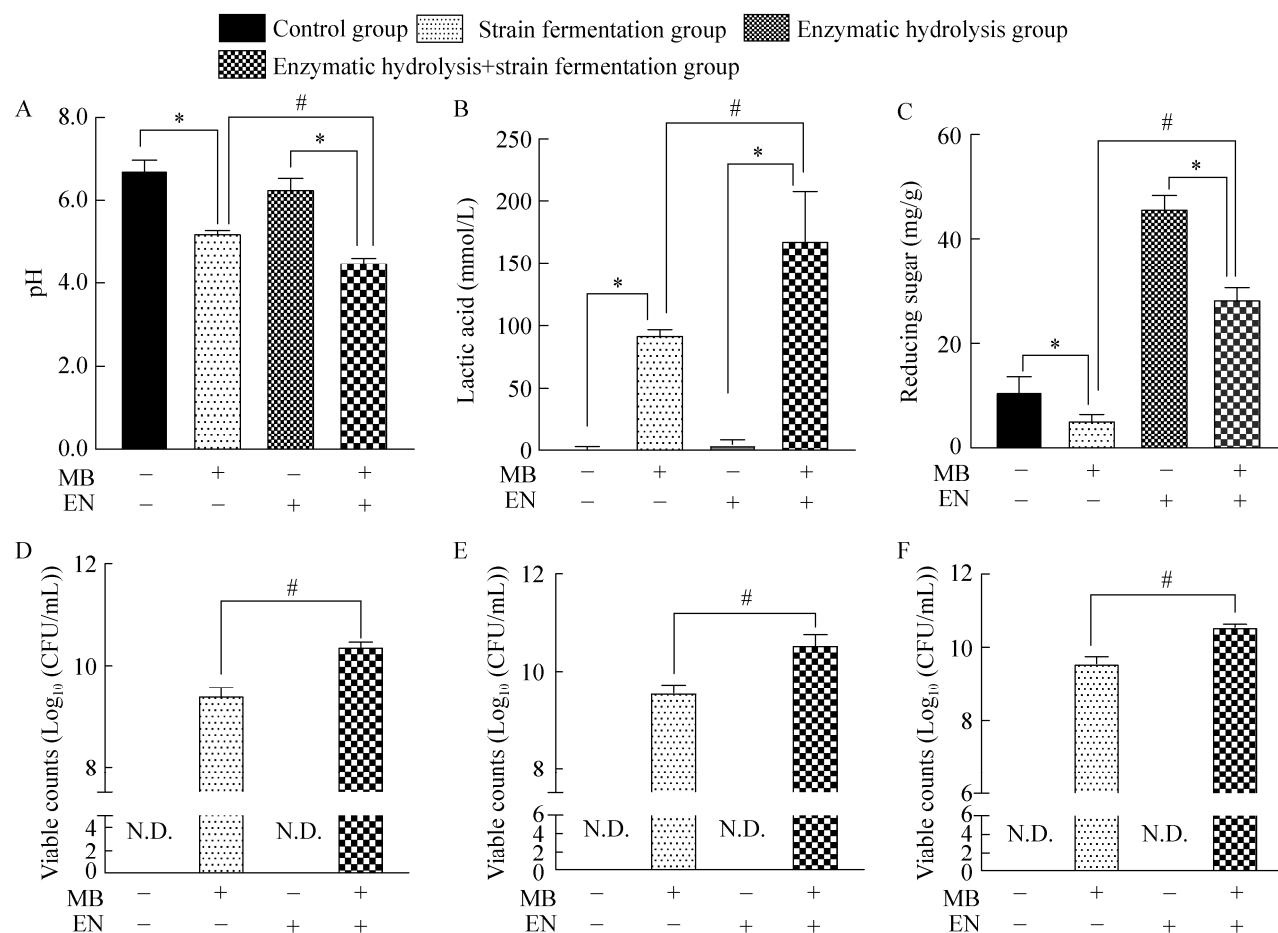 Control group Strain fermentation group Enzymatic hydrolysis group
Enzymatic hydrolysis+strain fermentation group
A
pH
8.0
6.0
4.0
2.0
0.0
*
#
*
MB − + − +
EN − − + +
B
Lactic acid (mmol/L)
250
200
150
100
50
0
*
#
*
MB − + − +
EN − − + +
C
Reducing sugar (mg/g)
60
40
20
0
*
#
*
MB − + − +
EN − − + +
D
Viable counts (Log₁₀ (CFU/mL))
12
10
8
4
2
0
#
N.D. N.D.
MB − + − +
EN − − + +
E
Viable counts (Log₁₀ (CFU/mL))
12
10
8
6
4
2
0
#
N.D. N.D.
MB − + − +
EN − − + +
F
Viable counts (Log₁₀ (CFU/mL))
12
10
8
6
6
4
2
0
#
N.D. N.D.
MB − + − +
EN − − + +